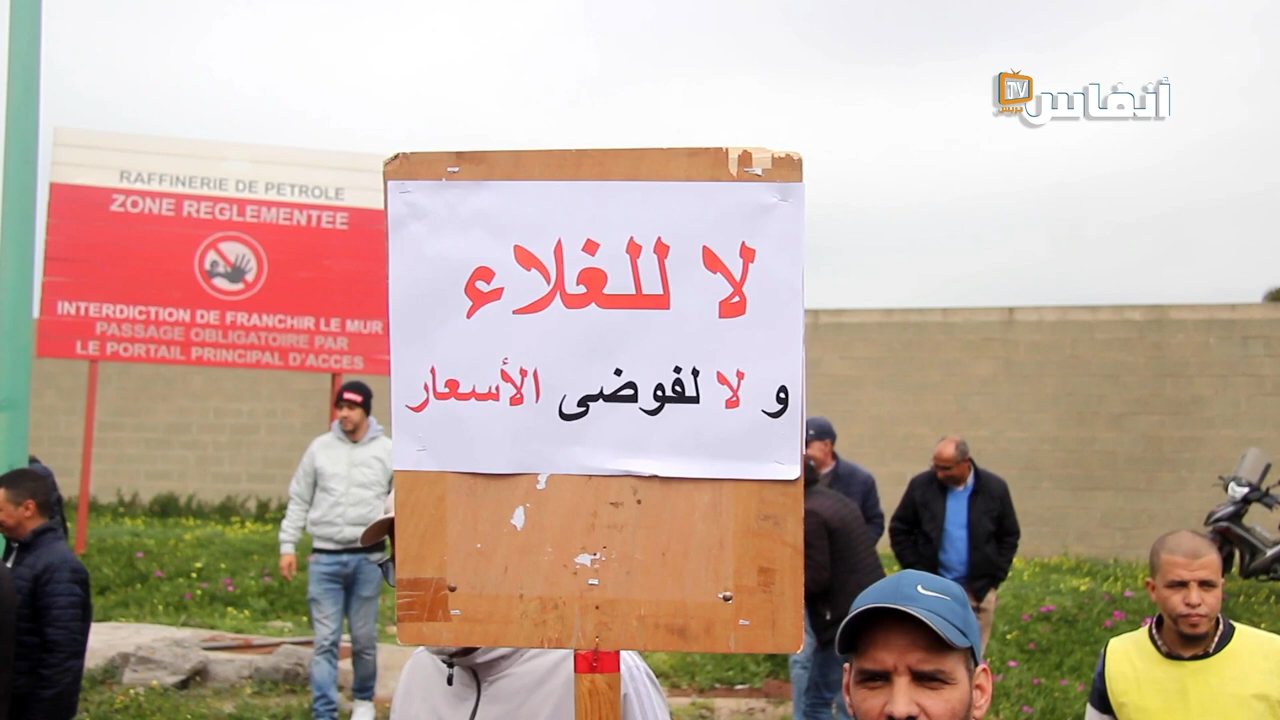 أنفاس
بريس
TV
RAFFINERIE DE PETROLE
ZONE REGLEMENTEE
INTERDICTION DE FRANCHIR LE MUR
PASSAGE OBLIGATOIRE PAR
LE PORTAIL PRINCIPAL D'ACCES
لا للغلاء
و لا لفوضى الأسعار